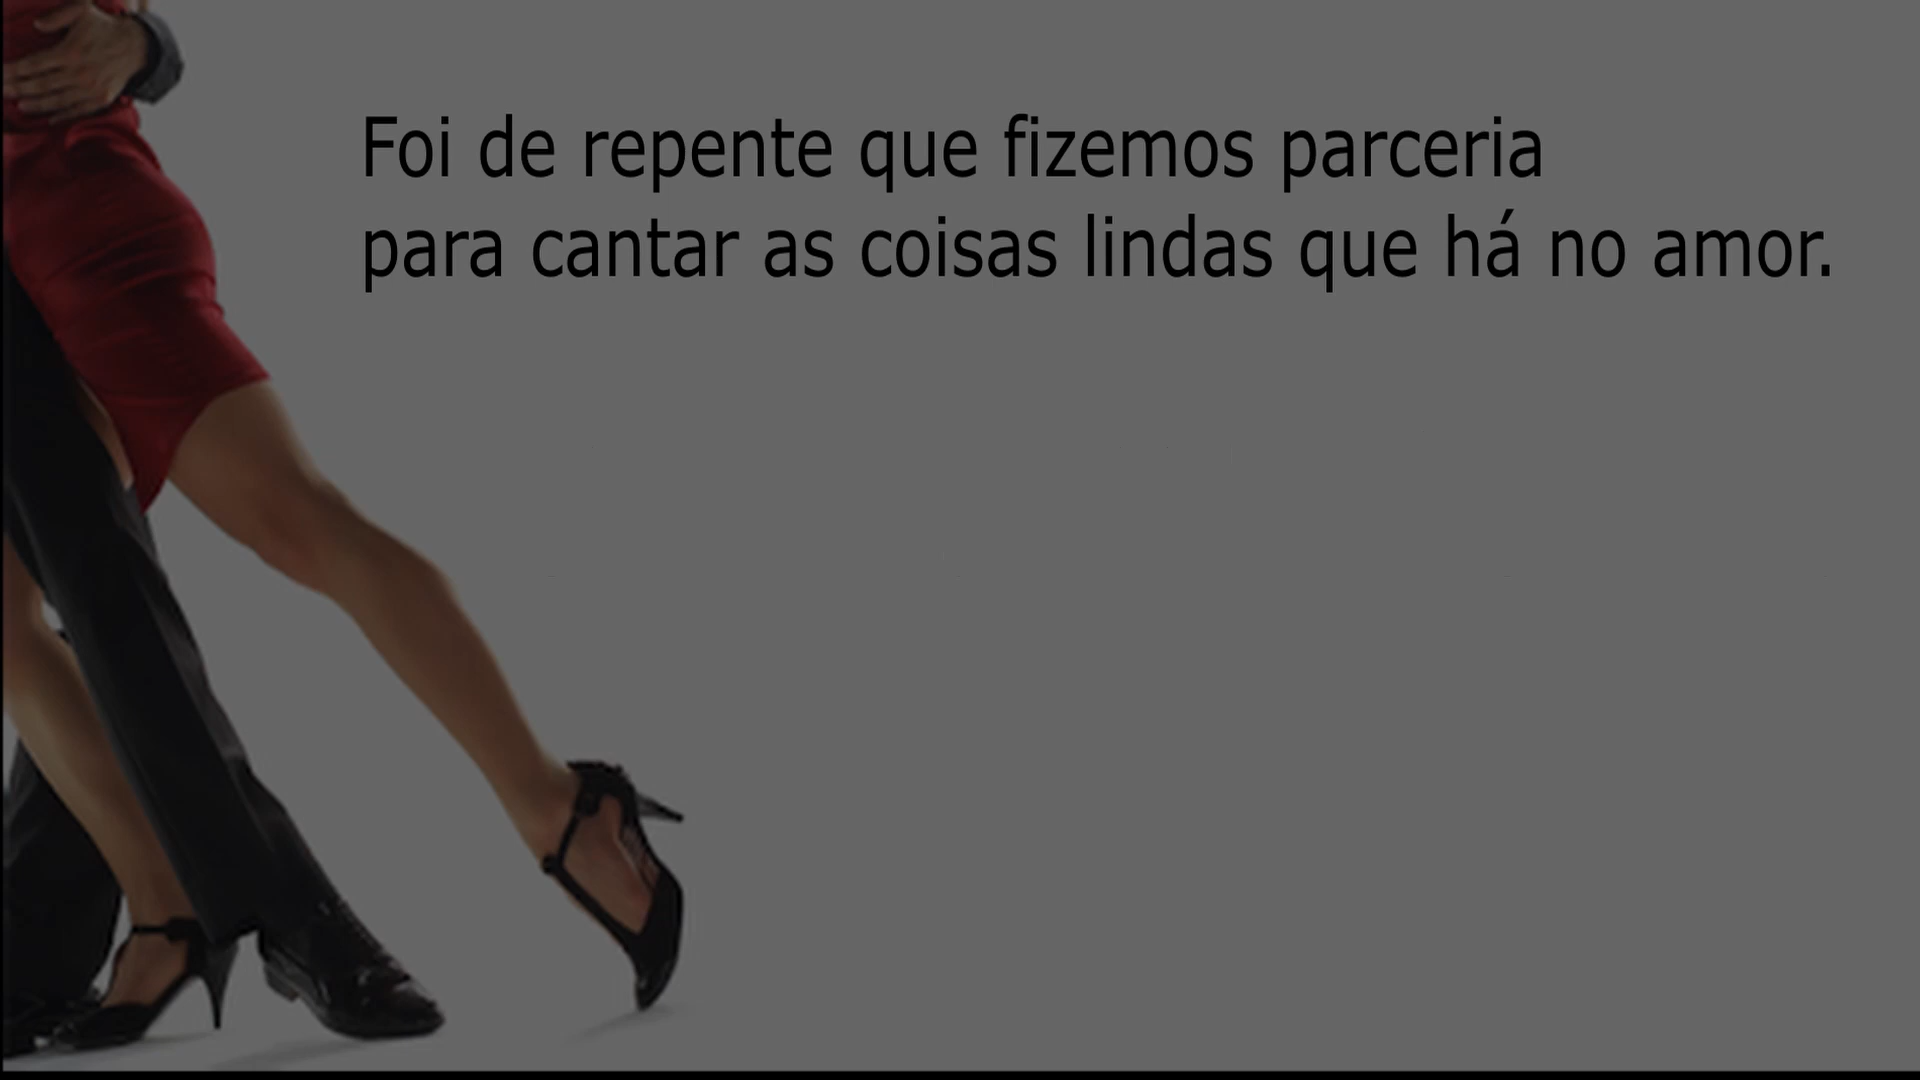 Foi de repente que fizemos parceria
para cantar as coisas lindas que há no amor.